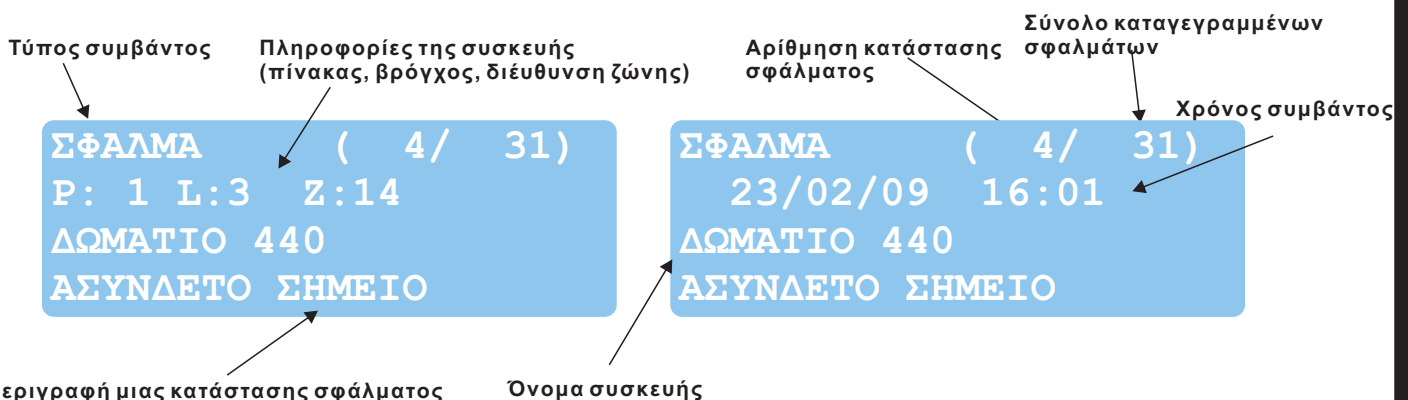 Τύπος συμβάντος
Πληροφορίες της συσκευής
(πίνακας, βρόγχος, διέυθυνση ζώνης)
Αρίθμηση κατάστασης
σφάλματος
Σύνολο καταγεγραμμένων
σφαλμάτων
Χρόνος συμβάντος
ΣΦΑΛΜΑ ( 4/ 31)
P: 1 L:3 Z:14
ΔΩΜΑΤΙΟ 440
ΑΣΥΝΔΕΤΟ ΣΗΜΕΙΟ
ΣΦΑΛΜΑ ( 4/ 31)
23/02/09 16:01
ΔΩΜΑΤΙΟ 440
ΑΣΥΝΔΕΤΟ ΣΗΜΕΙΟ
εριγραφή μιας κατάστασης σφάλματος
Όνομα συσκευής